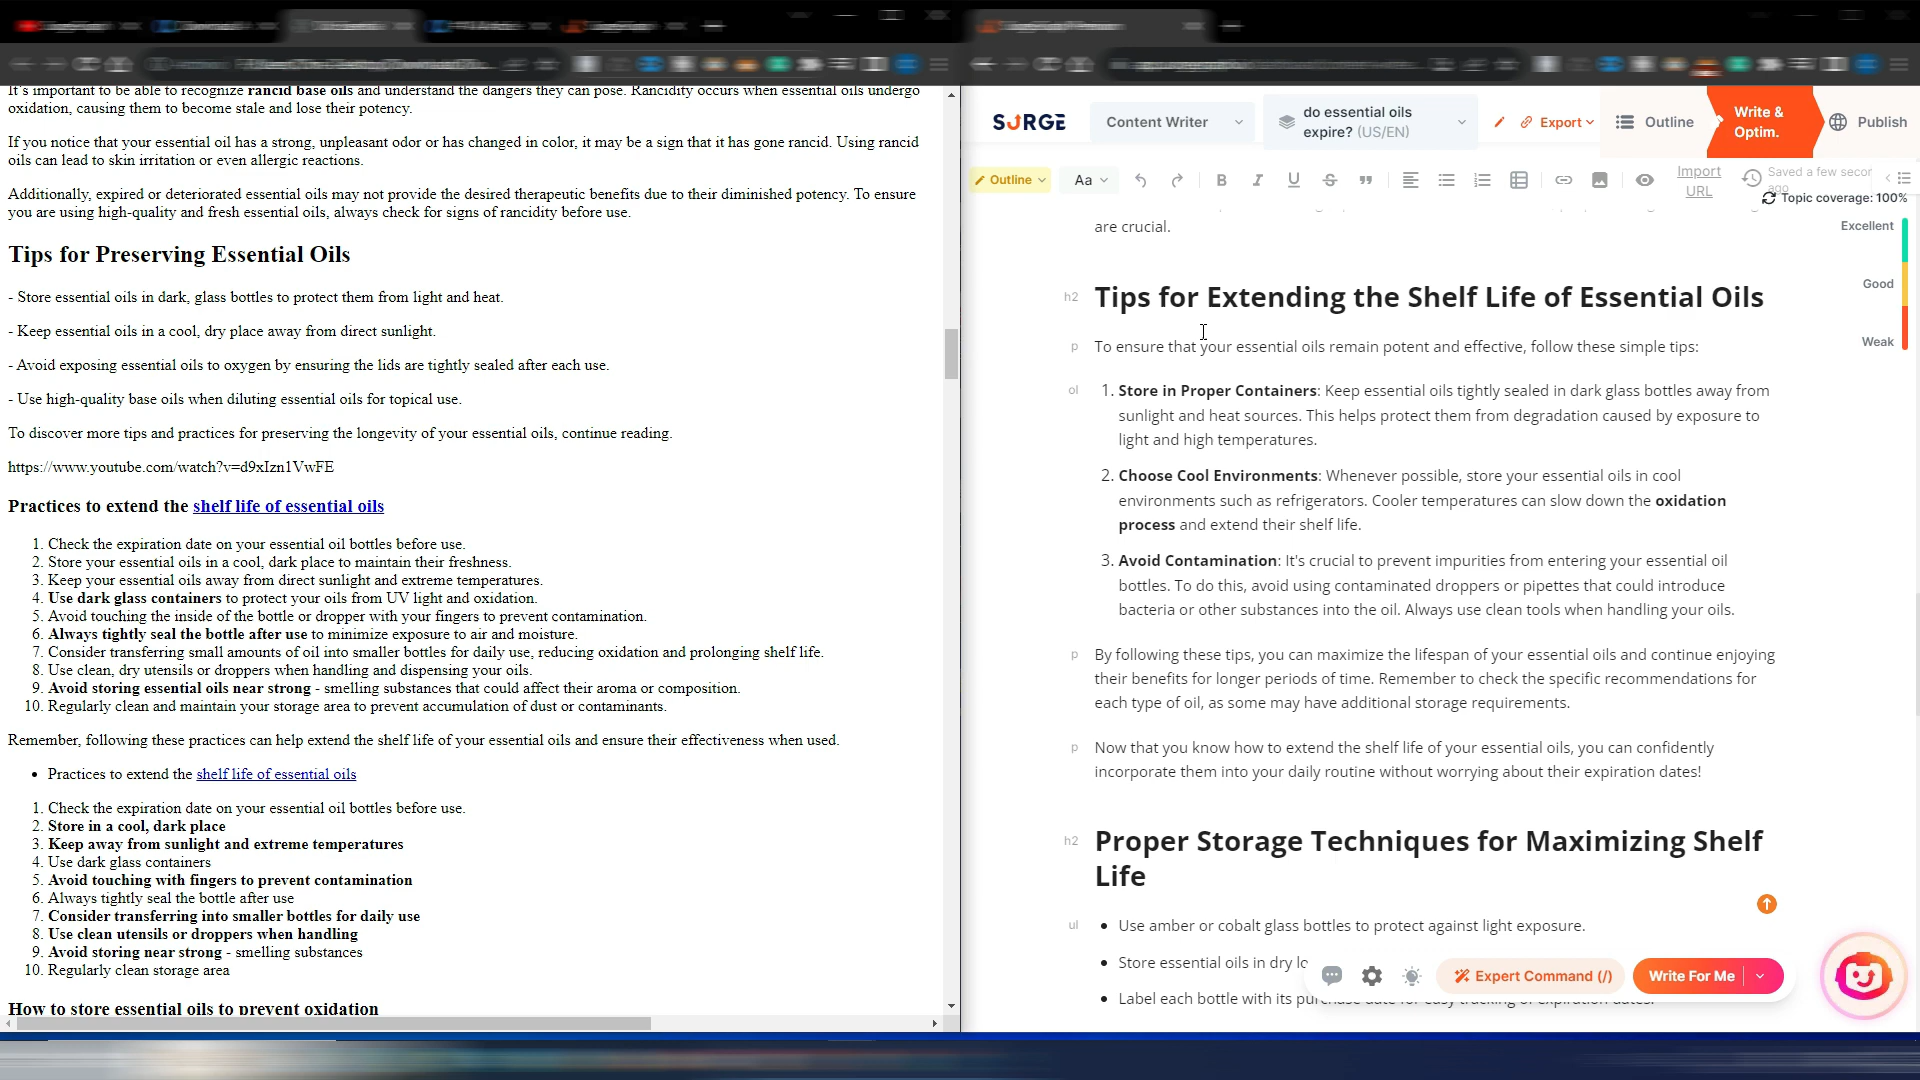 It's important to be able to recognize rancid base oils and understand the dangers they can pose. Rancidity occurs when essential oils undergo
oxidation, causing them to become stale and lose their potency.
If you notice that your essential oil has a strong, unpleasant odor or has changed in color, it may be a sign that it has gone rancid. Using rancid
oils can lead to skin irritation or even allergic reactions.
Additionally, expired or deteriorated essential oils may not provide the desired therapeutic benefits due to their diminished potency. To ensure
you are using high-quality and fresh essential oils, always check for signs of rancidity before use.
Tips for Preserving Essential Oils
- Store essential oils in dark, glass bottles to protect them from light and heat.
- Keep essential oils in a cool, dry place away from direct sunlight.
- Avoid exposing essential oils to oxygen by ensuring the lids are tightly sealed after each use.
- Use high-quality base oils when diluting essential oils for topical use.
To discover more tips and practices for preserving the longevity of your essential oils, continue reading.
https://www.youtube.com/watch?v=d9xIzn1VwFE
Practices to extend the shelf life of essential oils
1. Check the expiration date on your essential oil bottles before use.
2. Store your essential oils in a cool, dark place to maintain their freshness.
3. Keep your essential oils away from direct sunlight and extreme temperatures.
4. Use dark glass containers to protect your oils from UV light and oxidation.
5. Avoid touching the inside of the bottle or dropper with your fingers to prevent contamination.
6. Always tightly seal the bottle after use to minimize exposure to air and moisture.
7. Consider transferring small amounts of oil into smaller bottles for daily use, reducing oxidation and prolonging shelf life.
8. Use clean, dry utensils or droppers when handling and dispensing your oils.
9. Avoid storing essential oils near strong - smelling substances that could affect their aroma or composition.
10. Regularly clean and maintain your storage area to prevent accumulation of dust or contaminants.
Remember, following these practices can help extend the shelf life of your essential oils and ensure their effectiveness when used.
• Practices to extend the shelf life of essential oils
1. Check the expiration date on your essential oil bottles before use.
2. Store in a cool, dark place
3. Keep away from sunlight and extreme temperatures
4. Use dark glass containers
5. Avoid touching with fingers to prevent contamination
6. Always tightly seal the bottle after use
7. Consider transferring into smaller bottles for daily use
8. Use clean utensils or droppers when handling
9. Avoid storing near strong - smelling substances
10. Regularly clean storage area
How to store essential oils to prevent oxidation
SURGE
Content Writer
do essential oils
expire? (US/EN)
Export
Outline
Write &
Optim.
Publish
Outline
Aa
Import
URL
Saved a few secor
ago
Topic coverage: 100%
Excellent
Good
Weak
are crucial.
h2 Tips for Extending the Shelf Life of Essential Oils
p To ensure that your essential oils remain potent and effective, follow these simple tips:
ol 1. Store in Proper Containers: Keep essential oils tightly sealed in dark glass bottles away from
sunlight and heat sources. This helps protect them from degradation caused by exposure to
light and high temperatures.
2. Choose Cool Environments: Whenever possible, store your essential oils in cool
environments such as refrigerators. Cooler temperatures can slow down the oxidation
process and extend their shelf life.
3. Avoid Contamination: It's crucial to prevent impurities from entering your essential oil
bottles. To do this, avoid using contaminated droppers or pipettes that could introduce
bacteria or other substances into the oil. Always use clean tools when handling your oils.
p By following these tips, you can maximize the lifespan of your essential oils and continue enjoying
their benefits for longer periods of time. Remember to check the specific recommendations for
each type of oil, as some may have additional storage requirements.
p Now that you know how to extend the shelf life of your essential oils, you can confidently
incorporate them into your daily routine without worrying about their expiration dates!
h2 Proper Storage Techniques for Maximizing Shelf
Life
ul • Use amber or cobalt glass bottles to protect against light exposure.
• Store essential oils in dry lo
• Label each bottle with its purchase date for easy tracking of expiration dates.
Expert Command (/)
Write For Me